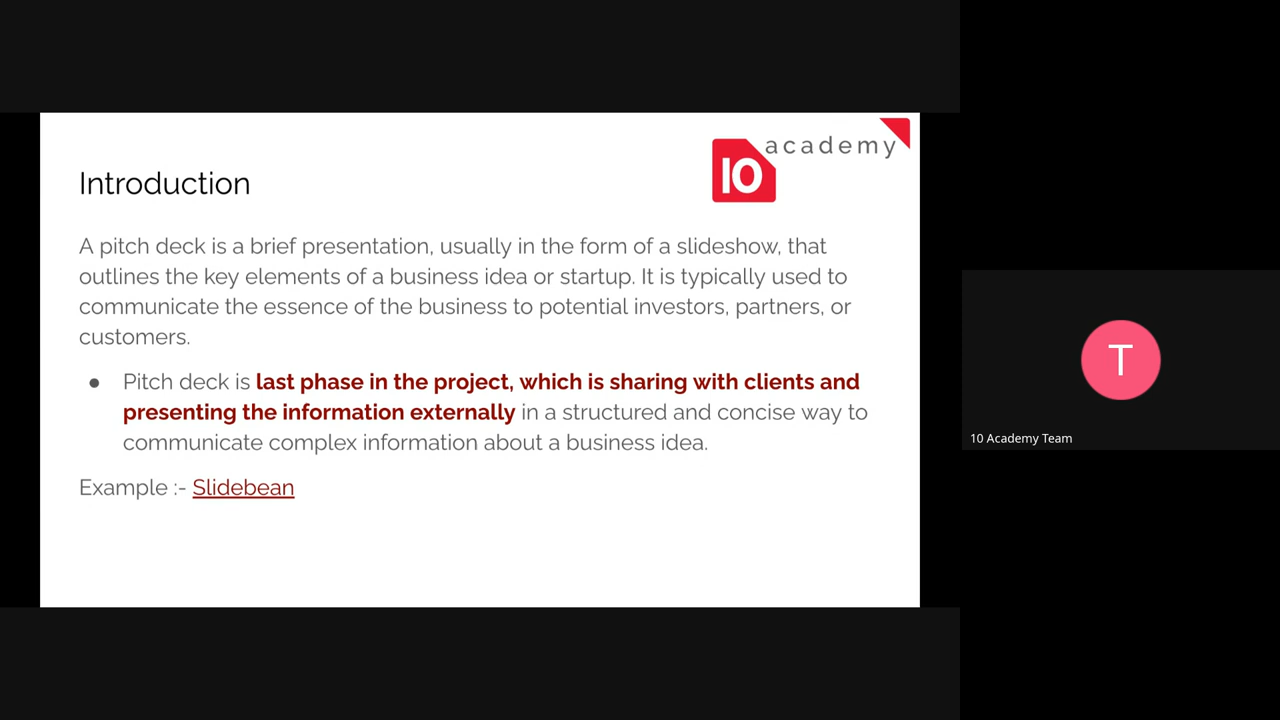 academy
10
Introduction
A pitch deck is a brief presentation, usually in the form of a slideshow, that
outlines the key elements of a business idea or startup. It is typically used to
communicate the essence of the business to potential investors, partners, or
customers.
● Pitch deck is last phase in the project, which is sharing with clients and
presenting the information externally in a structured and concise way to
communicate complex information about a business idea.
Example :- Slidebean
T
10 Academy Team